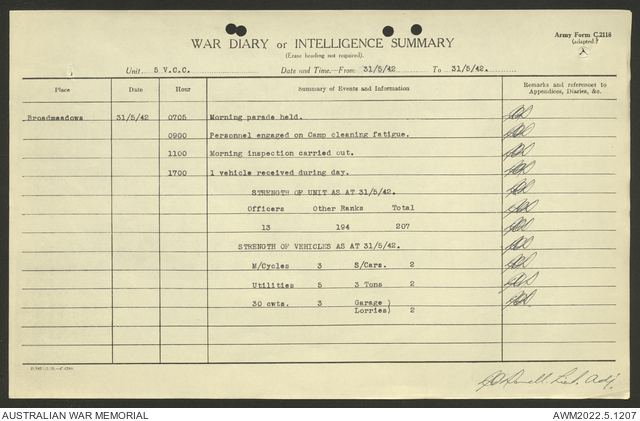 Army Form C.2118
(adapted.)
WAR DIARY or INTELLIGENCE SUMMARY
(Erase heading not required).
Unit 5 V.C.C. Date and Time—From 31/5/42 To 31/5/42.
Place Date Hour Summary of Events and Information Remarks and references to Appendices, Diaries, &c.
Broadmeadows 31/5/42 0705 Morning parade held.
0900 Personnel engaged on Camp cleaning fatigue.
1100 Morning inspection carried out.
1700 1 vehicle received during day.
STRENGTH OF UNIT AS AT 31/5/42.
Officers Other Ranks Total
13 194 207
STRENGTH OF VEHICLES AS AT 31/5/42.
M/Cycles 3 S/Cars. 2
Utilities 5 3 Tons 2
30 cwts. 3 Garage )
Lorries) 2
Lieut. Adj.
AUSTRALIAN WAR MEMORIAL AWM2022.5.1207